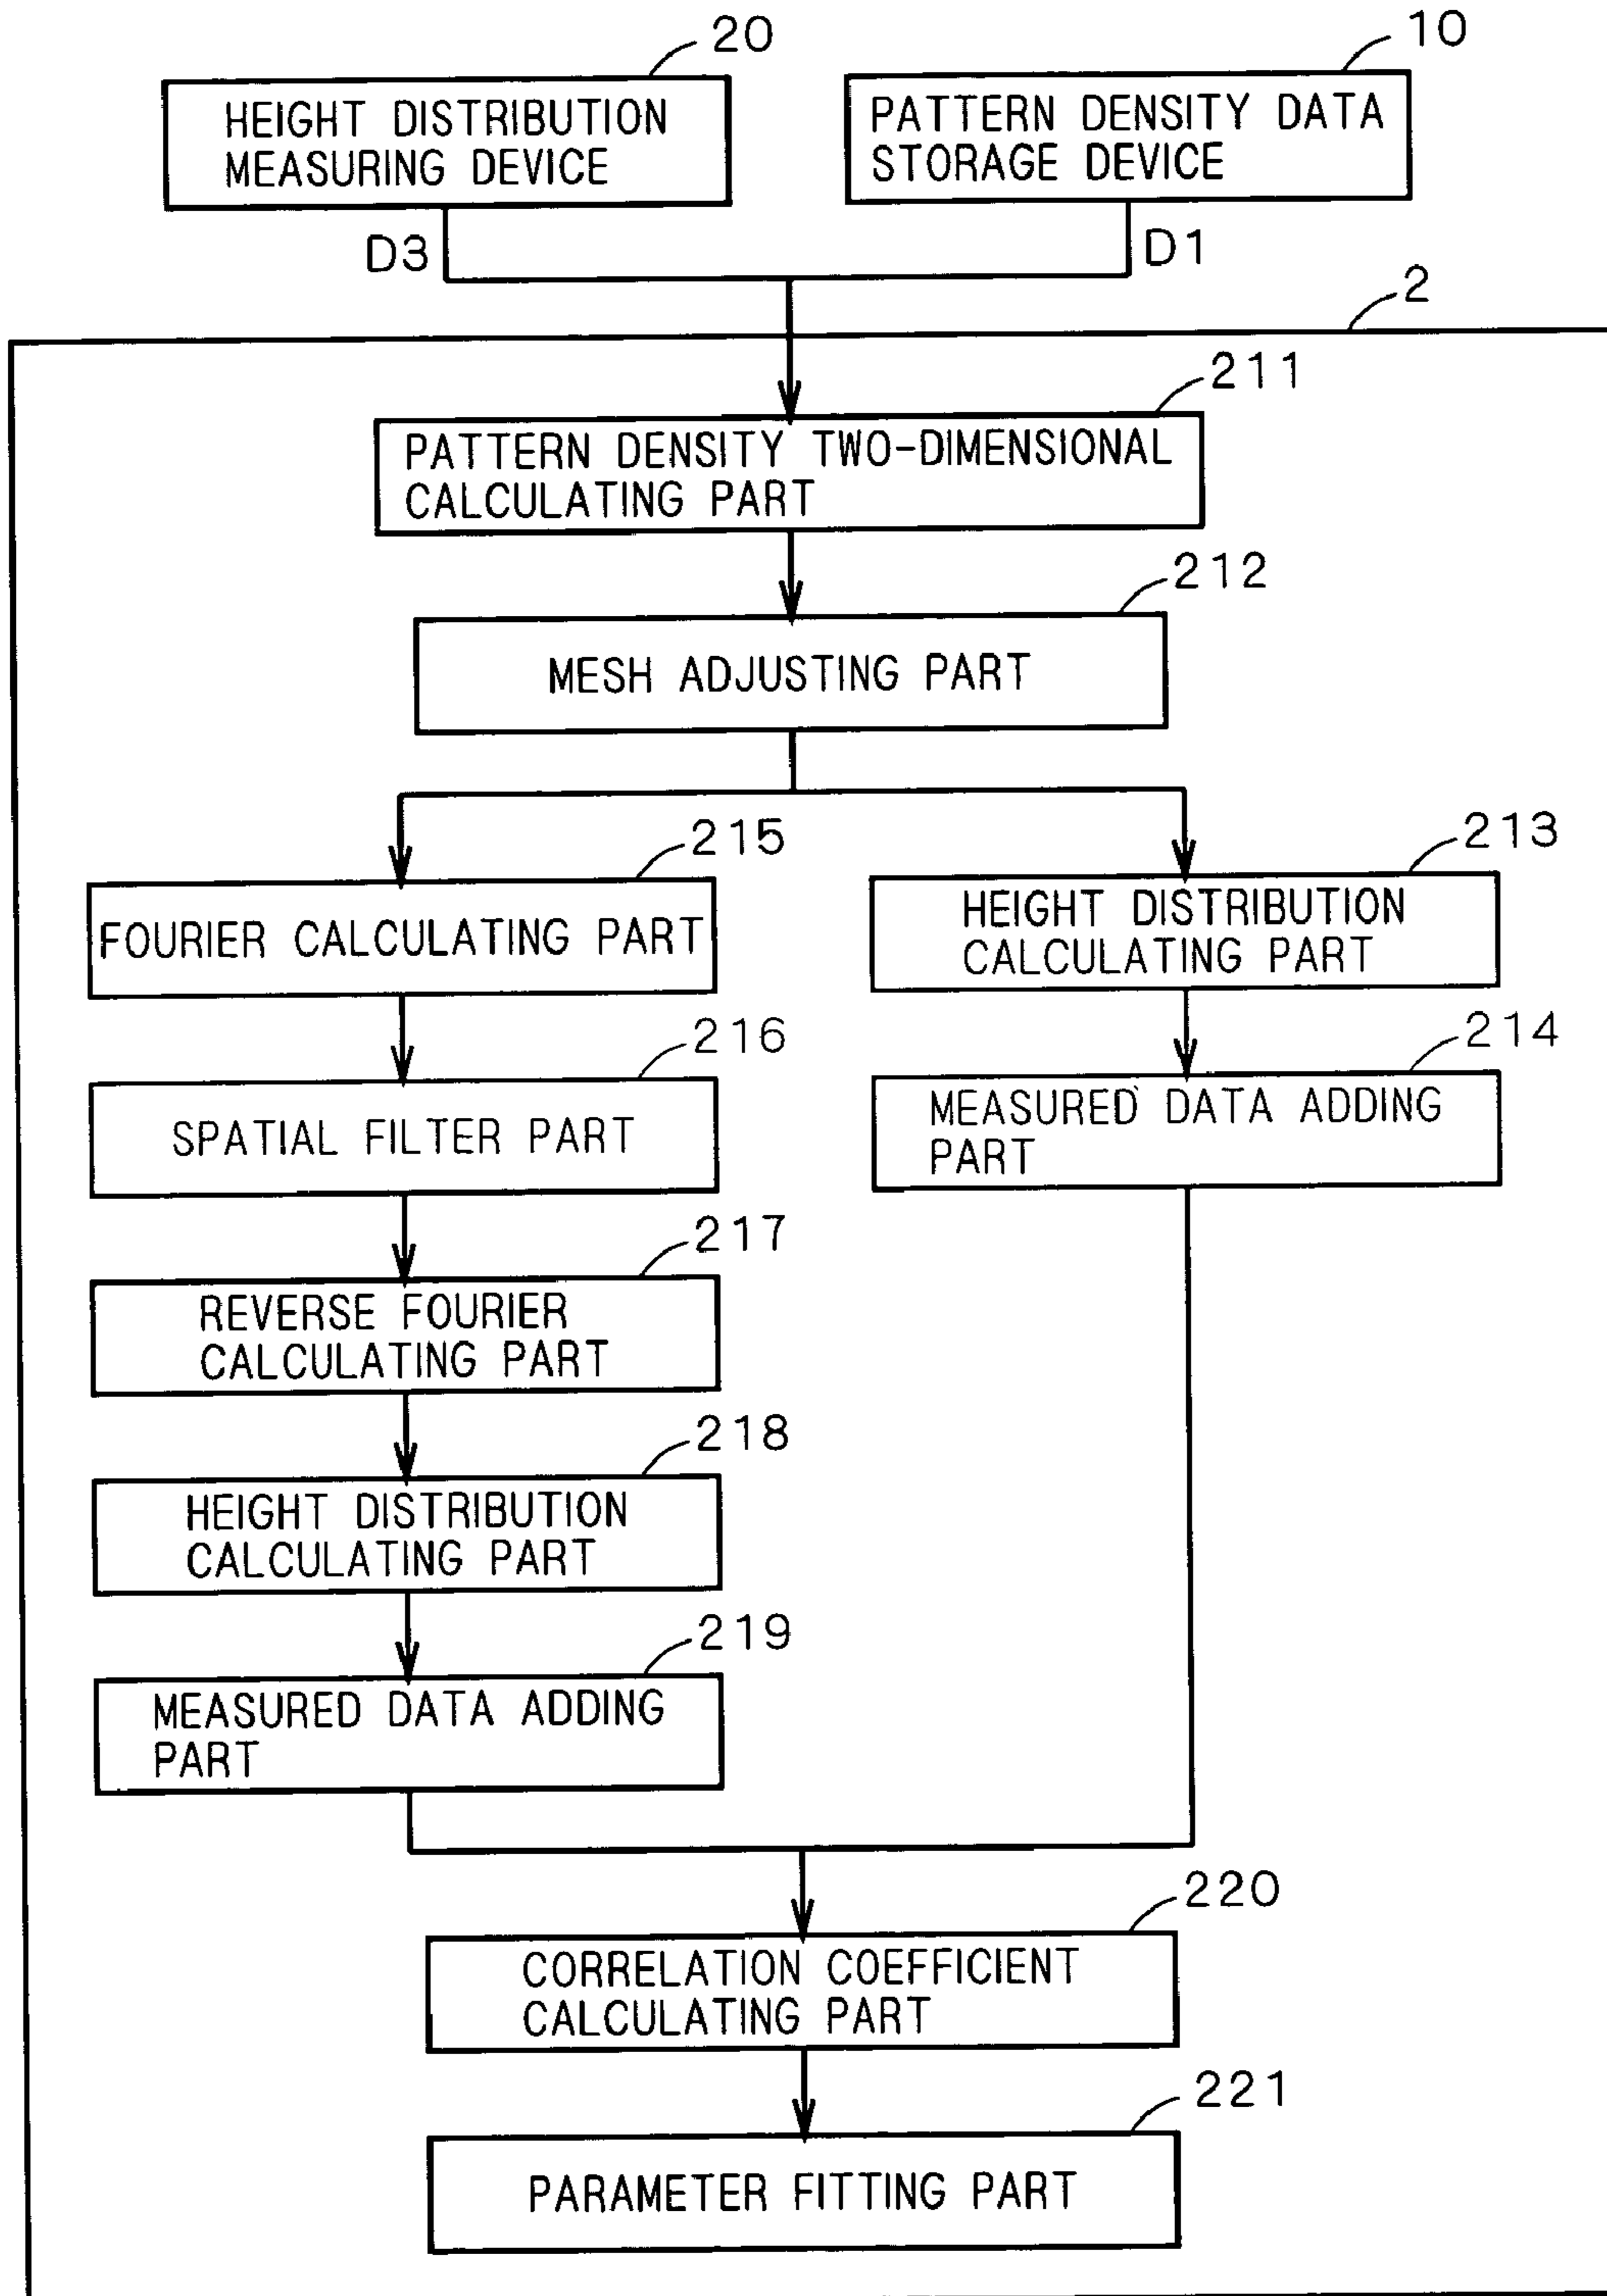 20
HEIGHT DISTRIBUTION
MEASURING DEVICE
10
PATTERN DENSITY DATA
STORAGE DEVICE
D3
D1
2
211
PATTERN DENSITY TWO-DIMENSIONAL
CALCULATING PART
212
MESH ADJUSTING PART
215
FOURIER CALCULATING PART
213
HEIGHT DISTRIBUTION
CALCULATING PART
216
SPATIAL FILTER PART
214
MEASURED DATA ADDING
PART
217
REVERSE FOURIER
CALCULATING PART
218
HEIGHT DISTRIBUTION
CALCULATING PART
219
MEASURED DATA ADDING
PART
220
CORRELATION COEFFICIENT
CALCULATING PART
221
PARAMETER FITTING PART